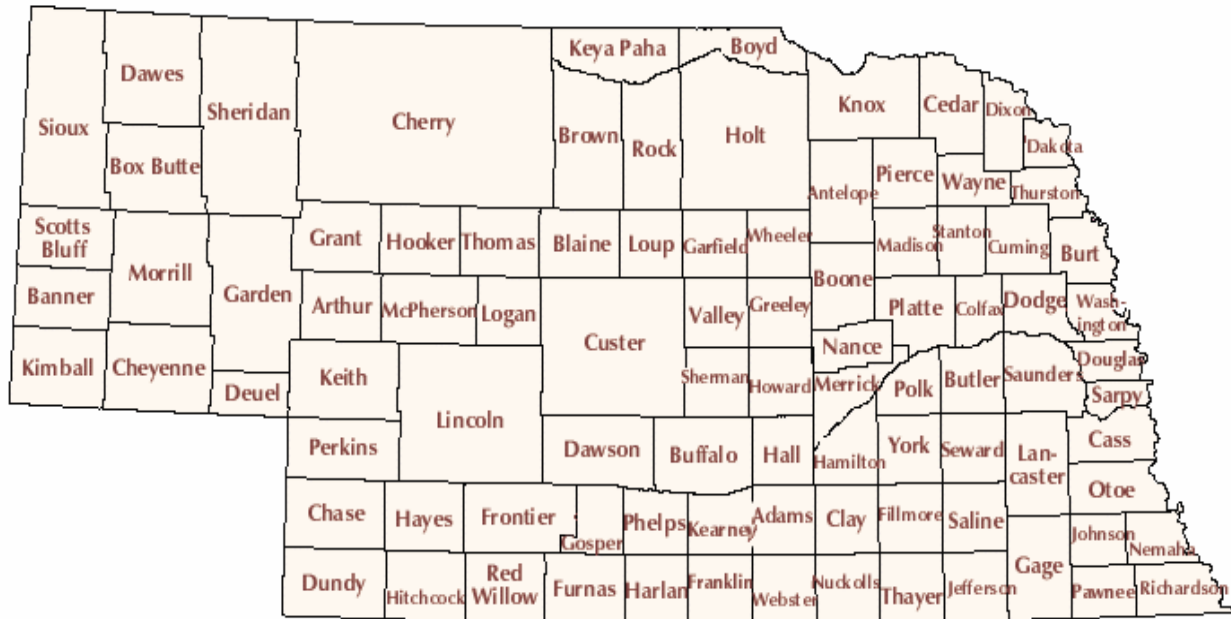 Keya Paha
Boyd
Dawes
Sioux
Sheridan
Cherry
Brown
Rock
Holt
Knox
Cedar
Dixon
Dakota
Box Butte
Antelope
Pierce
Wayne
Thurston
Scotts
Bluff
Morrill
Grant
Hooker
Thomas
Blaine
Loup
Garfield
Wheeler
Madison
Stanton
Cuming
Burt
Banner
Garden
Arthur
McPherson
Logan
Custer
Valley
Greeley
Boone
Platte
Colfax
Dodge
Wash-
ington
Kimball
Cheyenne
Deuel
Keith
Lincoln
Sherman
Howard
Nance
Merrick
Polk
Butler
Saunders
Douglas
Sarpy
Perkins
Dawson
Buffalo
Hall
Hamilton
York
Seward
Lan-
caster
Cass
Otoe
Chase
Hayes
Frontier
Gosper
Phelps
Kearney
Adams
Clay
Fillmore
Saline
Gage
Johnson
Nemaha
Dundy
Hitchcock
Red
Willow
Furnas
Harlan
Franklin
Webster
Nuckolls
Thayer
Jefferson
Pawnee
Richardson